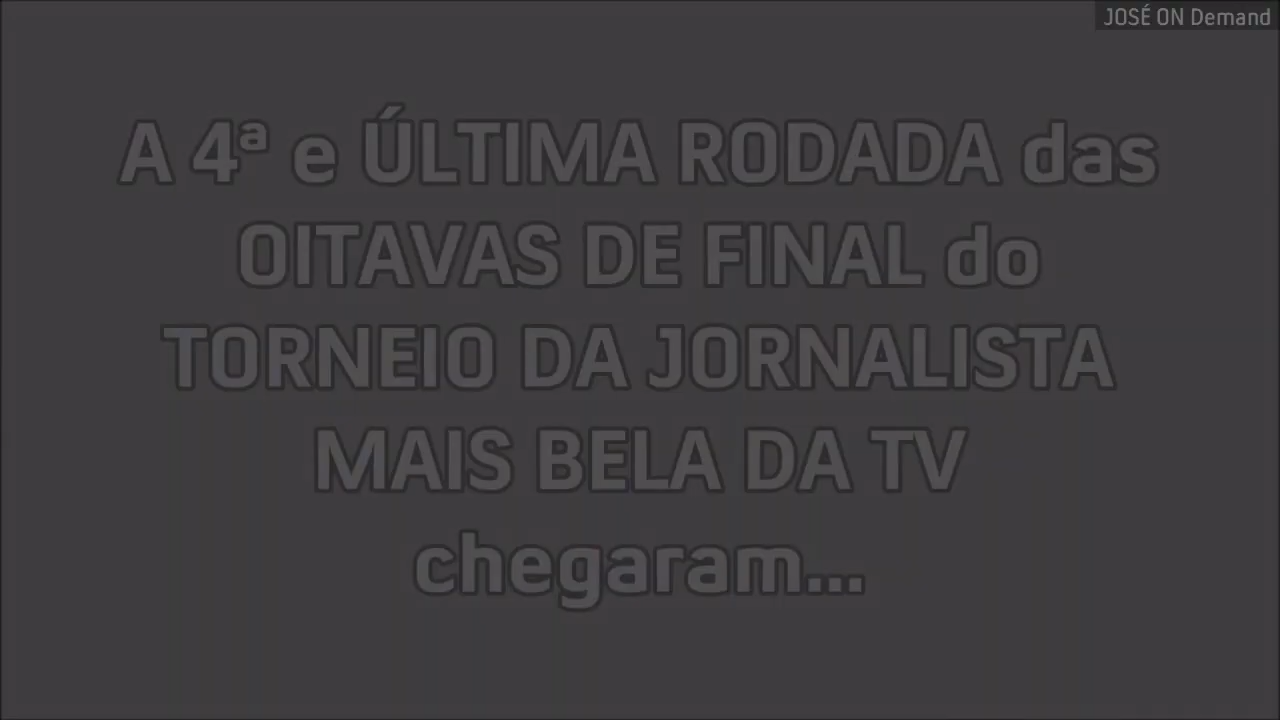 JOSÉ ON Demand
A 4ª e ÚLTIMA RODADA das
OITAVAS DE FINAL do
TORNEIO DA JORNALISTA
MAIS BELA DA TV
chegaram...